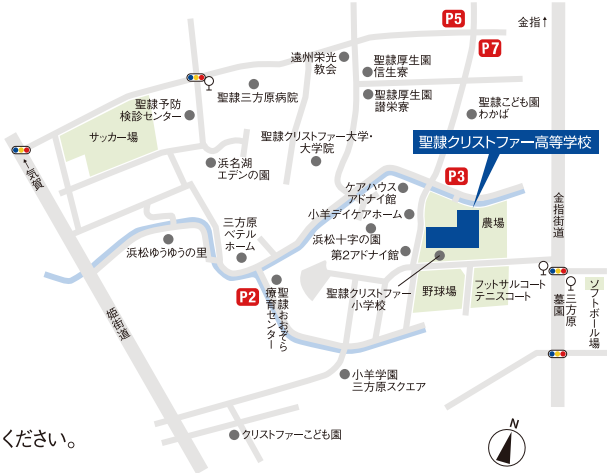 P5
金指↑
P7
遠州栄光
教会
聖隷厚生園
信生寮
聖隷三方原病院
聖隷厚生園
讃栄寮
聖隷予防
検診センター
聖隷こども園
わかば
サッカー場
聖隷クリストファー大学・
大学院
聖隷クリストファー高等学校
←気賀
浜名湖
エデンの園
P3
ケアハウス
アドナイ館
金指街道
小羊デイケアホーム
農場
三方原
ベテル
ホーム
浜松十字の園
浜松ゆうゆうの里
第2アドナイ館
P2
聖隷おおぞら
療育センター
聖隷クリストファー
小学校
野球場
フットサルコート
テニスコート
三方原
墓園
ソフトボール場
姫街道
小羊学園
三方原スクエア
クリストファーこども園
ください。
N